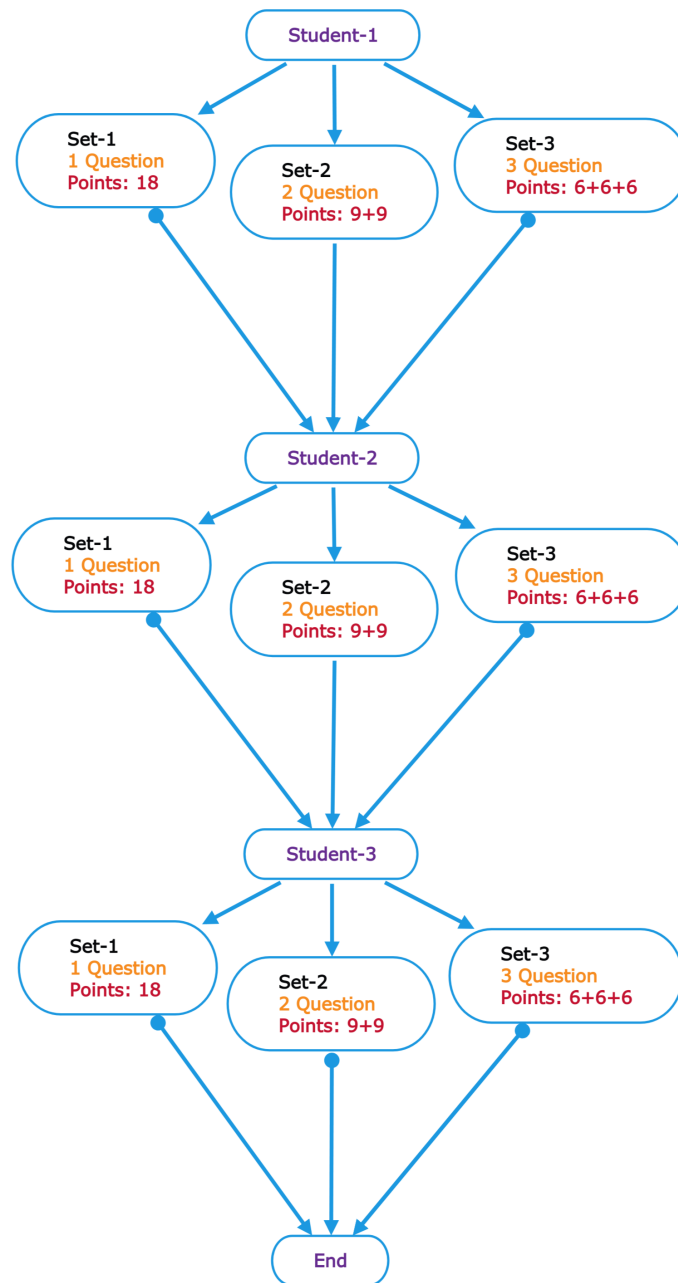 Student-1
Set-1
1 Question
Points: 18
Set-2
2 Question
Points: 9+9
Set-3
3 Question
Points: 6+6+6
Student-2
Set-1
1 Question
Points: 18
Set-2
2 Question
Points: 9+9
Set-3
3 Question
Points: 6+6+6
Student-3
Set-1
1 Question
Points: 18
Set-2
2 Question
Points: 9+9
Set-3
3 Question
Points: 6+6+6
End